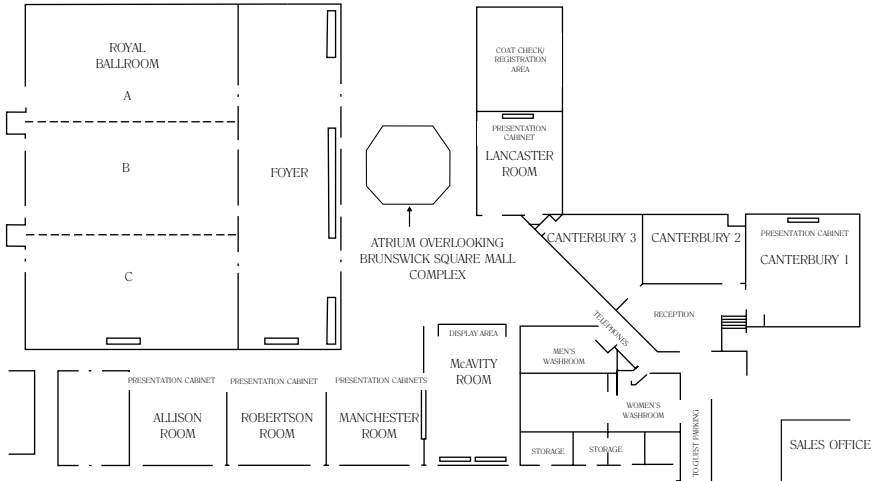 ROYAL
BALLROOM
A
B
C
FOYER
ATRIUM OVERLOOKING
BRUNSWICK SQUARE MALL
COMPLEX
COAT CHECK/
REGISTRATION
AREA
PRESENTATION
CABINET
LANCASTER
ROOM
CANTERBURY 3
CANTERBURY 2
PRESENTATION CABINET
CANTERBURY 1
TELEPHONES
RECEPTION
DISPLAY AREA
McAVITY
ROOM
MEN'S
WASHROOM
WOMEN'S
WASHROOM
STORAGE
STORAGE
PRESENTATION CABINET
ALLISON
ROOM
PRESENTATION CABINET
ROBERTSON
ROOM
PRESENTATION CABINETS
MANCHESTER
ROOM
TO GUEST PARKING
SALES OFFICE